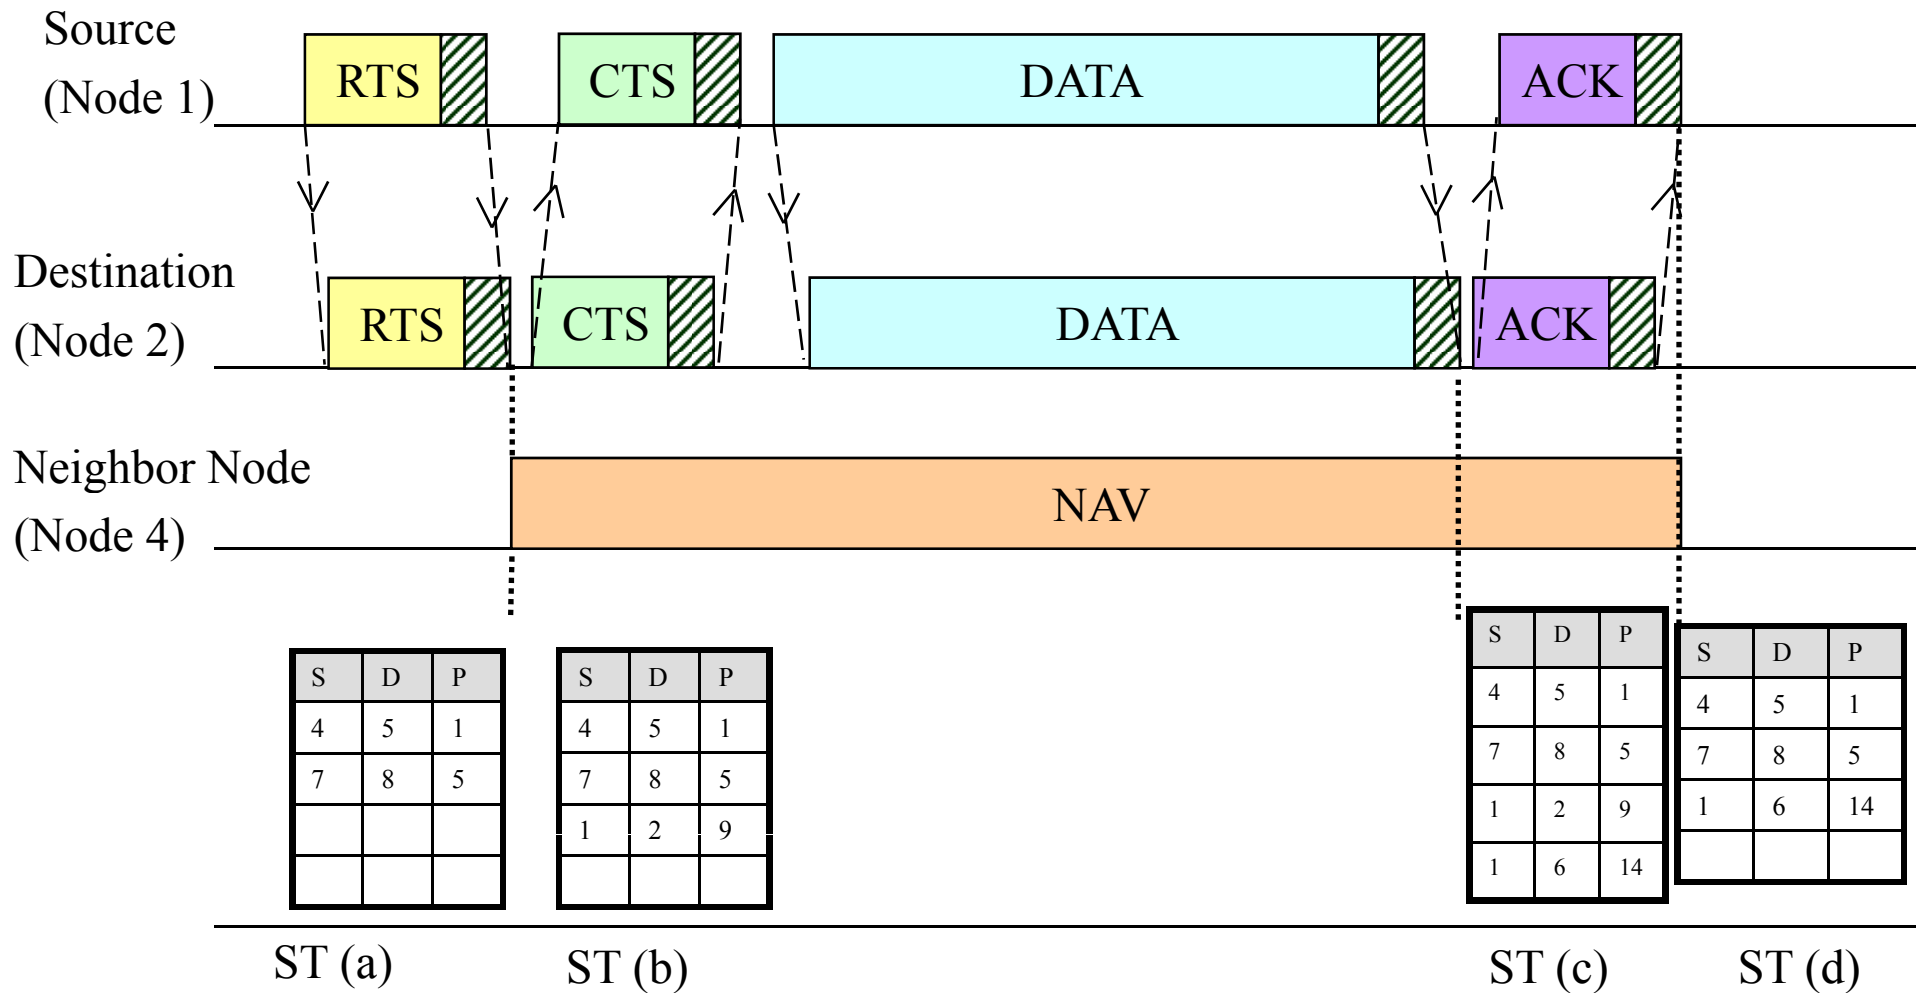 Source
(Node 1)
RTS
CTS
DATA
ACK
Destination
(Node 2)
RTS
CTS
DATA
ACK
Neighbor Node
(Node 4)
NAV
S D P
4 5 1
7 8 5
S D P
4 5 1
7 8 5
1 2 9
S D P
4 5 1
7 8 5
1 2 9
1 6 14
S D P
4 5 1
7 8 5
1 6 14
ST (a)
ST (b)
ST (c)
ST (d)